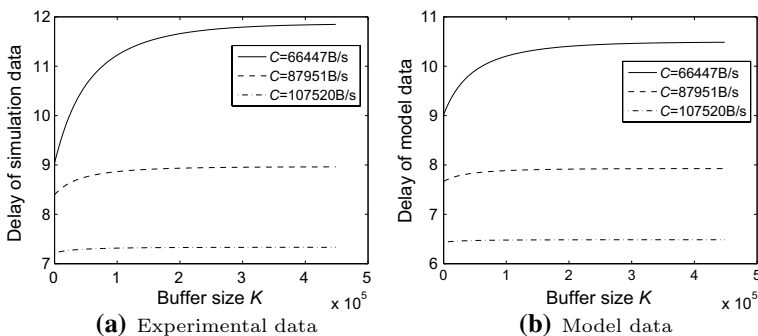 Delay of simulation data
12
11
10
9
8
7
0 1 2 3 4 5
x 10^5
Buffer size K
C=66447B/s
C=87951B/s
C=107520B/s
(a) Experimental data
Delay of model data
11
10
9
8
7
6
0 1 2 3 4 5
x 10^5
Buffer size K
C=66447B/s
C=87951B/s
C=107520B/s
(b) Model data